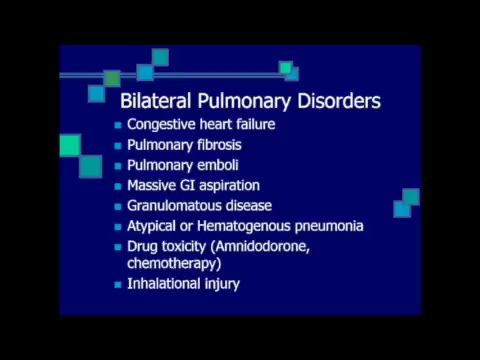 Bilateral Pulmonary Disorders
Congestive heart failure
Pulmonary fibrosis
Pulmonary emboli
Massive GI aspiration
Granulomatous disease
Atypical or Hematogenous pneumonia
Drug toxicity (Amnidodorone,
chemotherapy)
Inhalational injury